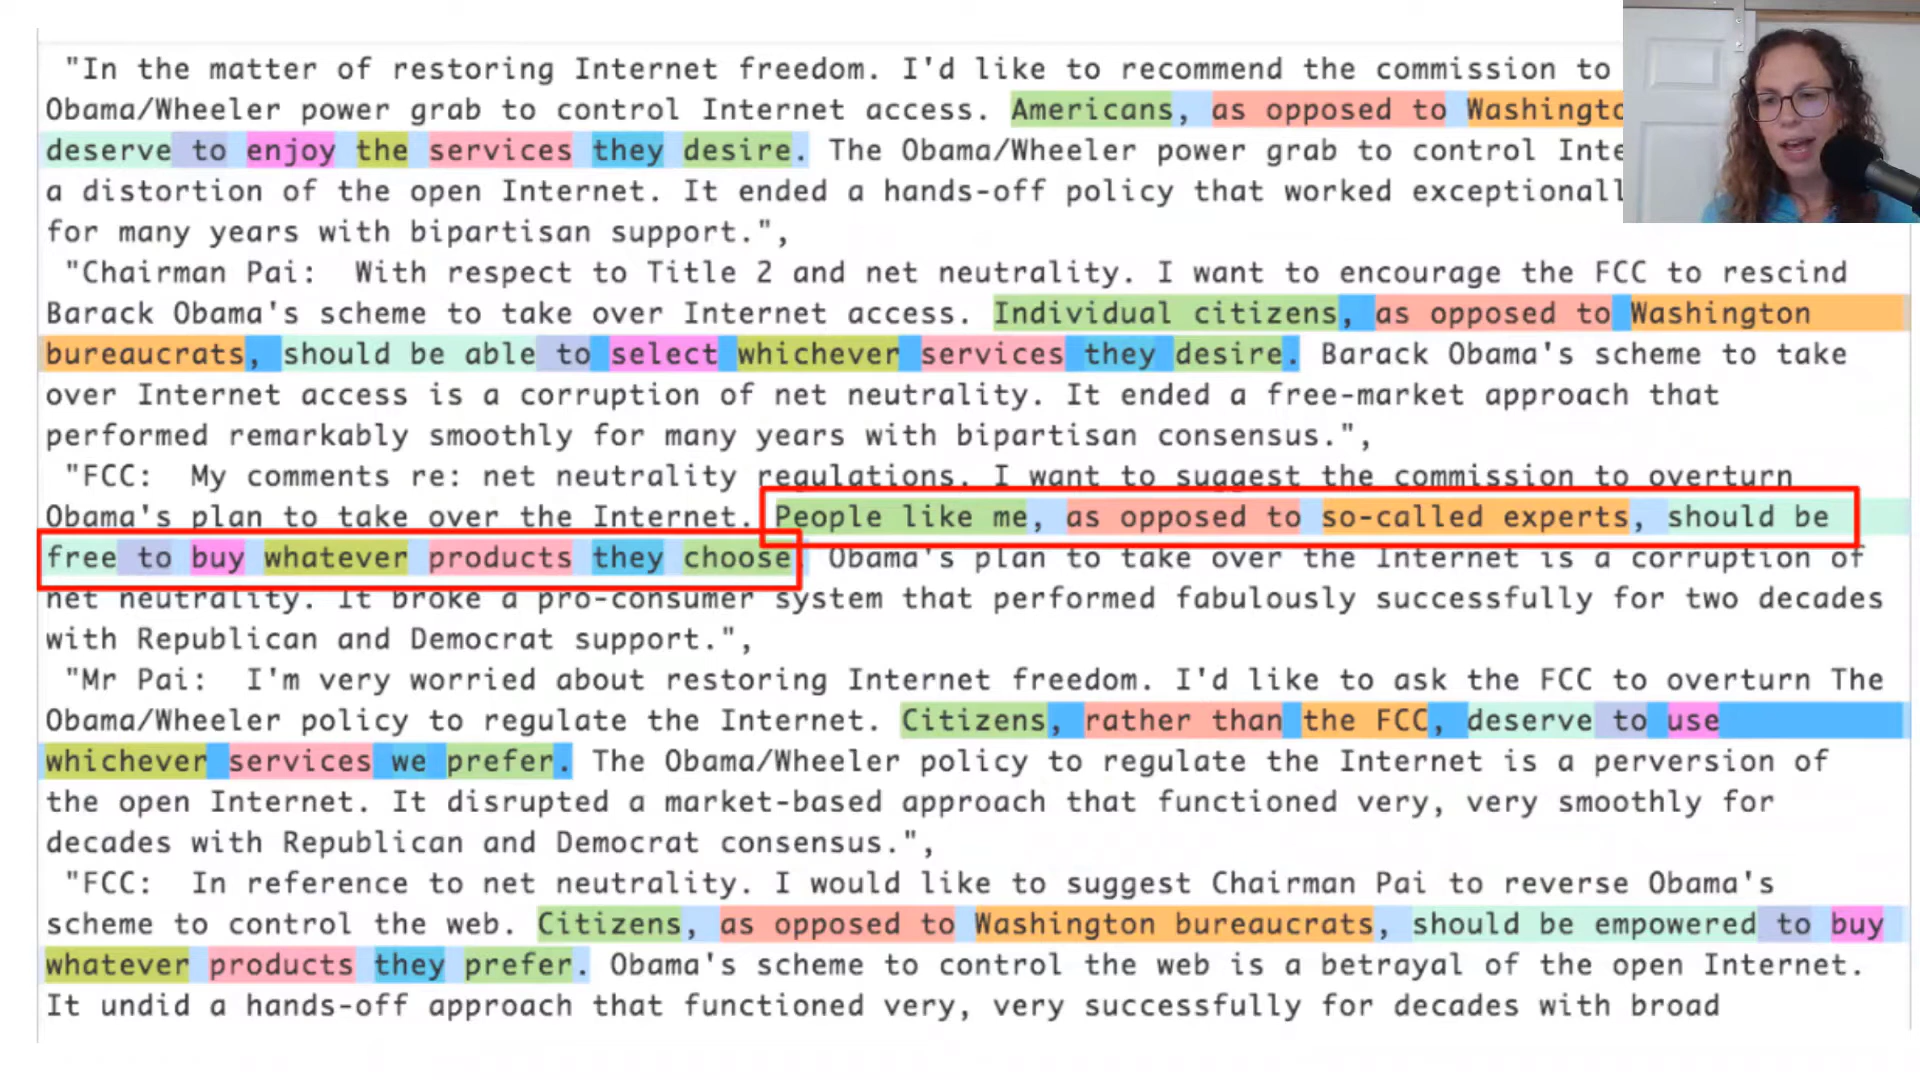 "In the matter of restoring Internet freedom. I'd like to recommend the commission to
Obama/Wheeler power grab to control Internet access. Americans, as opposed to
deserve to enjoy the services they desire. The Obama/Wheeler power grab to control
a distortion of the open Internet. It ended a hands-off policy that worked
for many years with bipartisan support.",
"Chairman Pai: With respect to Title 2 and net neutrality. I want to encourage the FCC to rescind
Barack Obama's scheme to take over Internet access. Individual citizens, as opposed to Washington
bureaucrats, should be able to select whichever services they desire. Barack Obama's scheme to take
over Internet access is a corruption of net neutrality. It ended a free-market approach that
performed remarkably smoothly for many years with bipartisan consensus.",
"FCC: My comments re: net neutrality regulations. I want to suggest the commission to overturn
Obama's plan to take over the Internet. People like me, as opposed to so-called experts, should be
free to buy whatever products they choose. Obama's plan to take over the Internet is a corruption of
net neutrality. It broke a pro-consumer system that performed fabulously successfully for two decades
with Republican and Democrat support.",
"Mr Pai: I'm very worried about restoring Internet freedom. I'd like to ask the FCC to overturn The
Obama/Wheeler policy to regulate the Internet. Citizens, rather than the FCC, deserve to use
whichever services we prefer. The Obama/Wheeler policy to regulate the Internet is a perversion of
the open Internet. It disrupted a market-based approach that functioned very, very smoothly for
decades with Republican and Democrat consensus.",
"FCC: In reference to net neutrality. I would like to suggest Chairman Pai to reverse Obama's
scheme to control the web. Citizens, as opposed to Washington bureaucrats, should be empowered to buy
whatever products they prefer. Obama's scheme to control the web is a betrayal of the open Internet.
It undid a hands-off approach that functioned very, very successfully for decades with broad